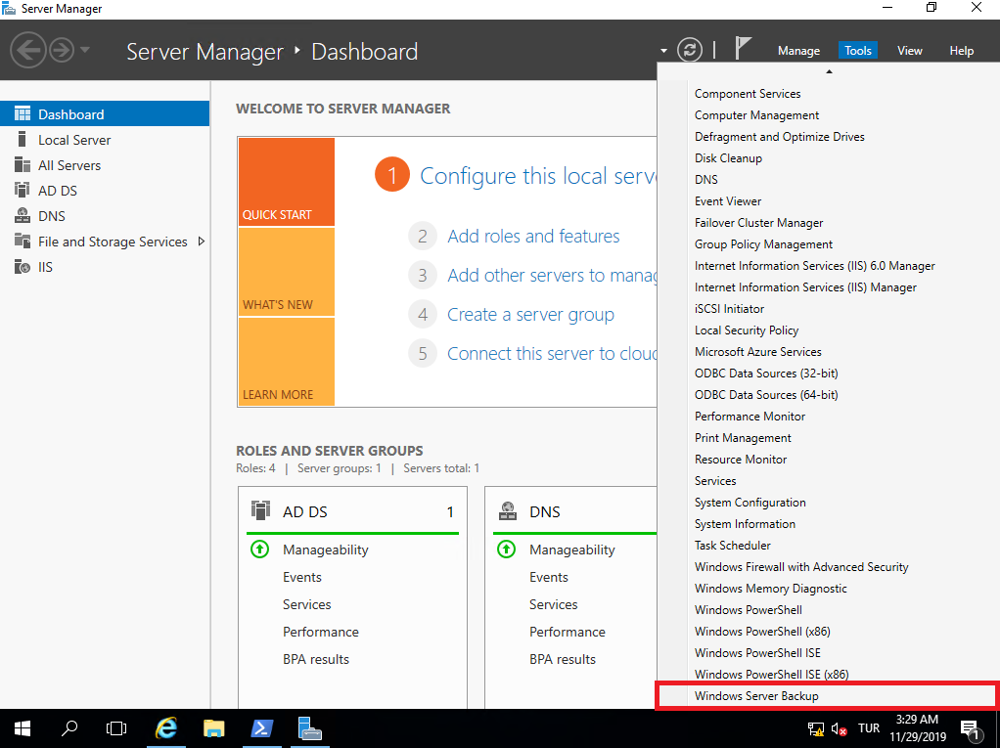 Server Manager
Server Manager • Dashboard
Manage Tools View Help
Dashboard
Local Server
All Servers
AD DS
DNS
File and Storage Services
IIS
WELCOME TO SERVER MANAGER
QUICK START
WHAT'S NEW
LEARN MORE
1 Configure this local serve
2 Add roles and features
3 Add other servers to manag
4 Create a server group
5 Connect this server to cloud
ROLES AND SERVER GROUPS
Roles: 4 | Server groups: 1 | Servers total: 1
AD DS 1
Manageability
Events
Services
Performance
BPA results
DNS
Manageability
Events
Services
Performance
BPA results
Component Services
Computer Management
Defragment and Optimize Drives
Disk Cleanup
DNS
Event Viewer
Failover Cluster Manager
Group Policy Management
Internet Information Services (IIS) 6.0 Manager
Internet Information Services (IIS) Manager
iSCSI Initiator
Local Security Policy
Microsoft Azure Services
ODBC Data Sources (32-bit)
ODBC Data Sources (64-bit)
Performance Monitor
Print Management
Resource Monitor
Services
System Configuration
System Information
Task Scheduler
Windows Firewall with Advanced Security
Windows Memory Diagnostic
Windows PowerShell
Windows PowerShell (x86)
Windows PowerShell ISE
Windows PowerShell ISE (x86)
Windows Server Backup
TUR
3:29 AM
11/29/2019
1